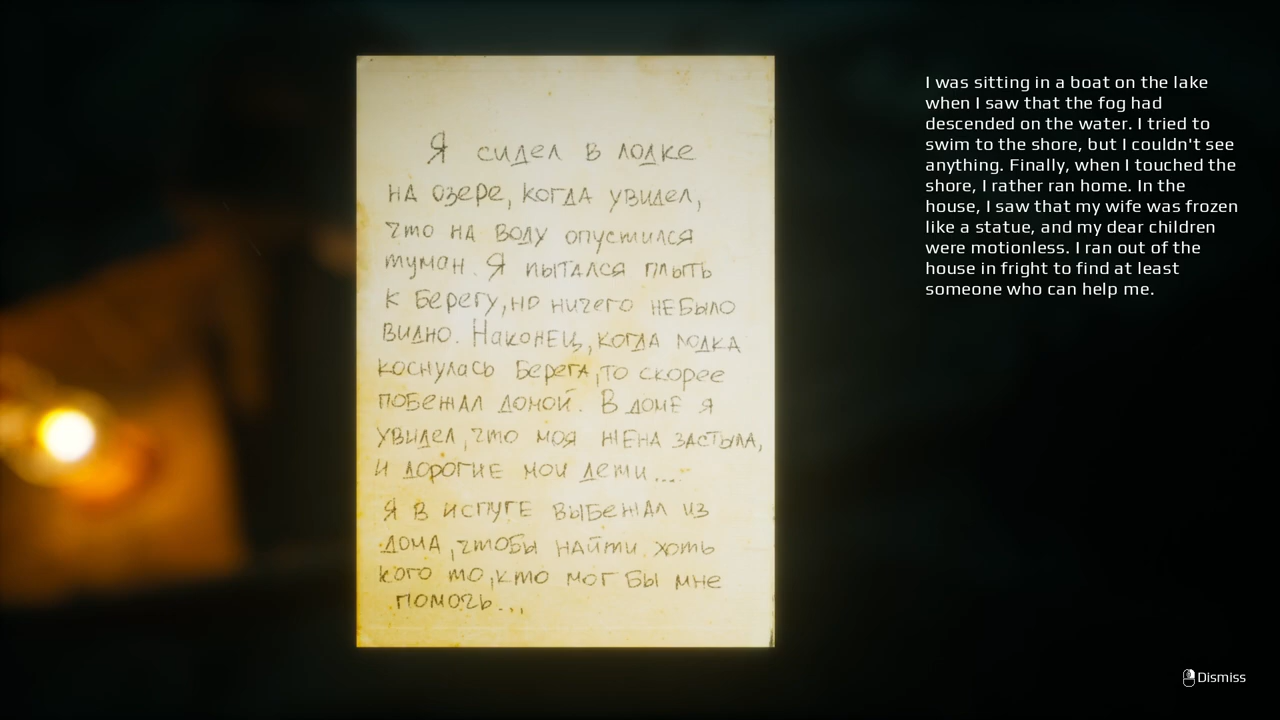 Я сидел в лодке
на озере, когда увидел,
что на воду опустился
туман. Я пытался плыть
к берегу, но ничего небыло
видно. Наконец, когда лодка
коснулась берега, то скорее
побежал домой. В доме я
увидел, что моя жена застыла,
и дорогие мои дети...
Я в испуге выбежал из
дома, чтобы найти хоть
кого то, кто мог бы мне
помочь...
I was sitting in a boat on the lake
when I saw that the fog had
descended on the water. I tried to
swim to the shore, but I couldn't see
anything. Finally, when I touched the
shore, I rather ran home. In the
house, I saw that my wife was frozen
like a statue, and my dear children
were motionless. I ran out of the
house in fright to find at least
someone who can help me.
Dismiss